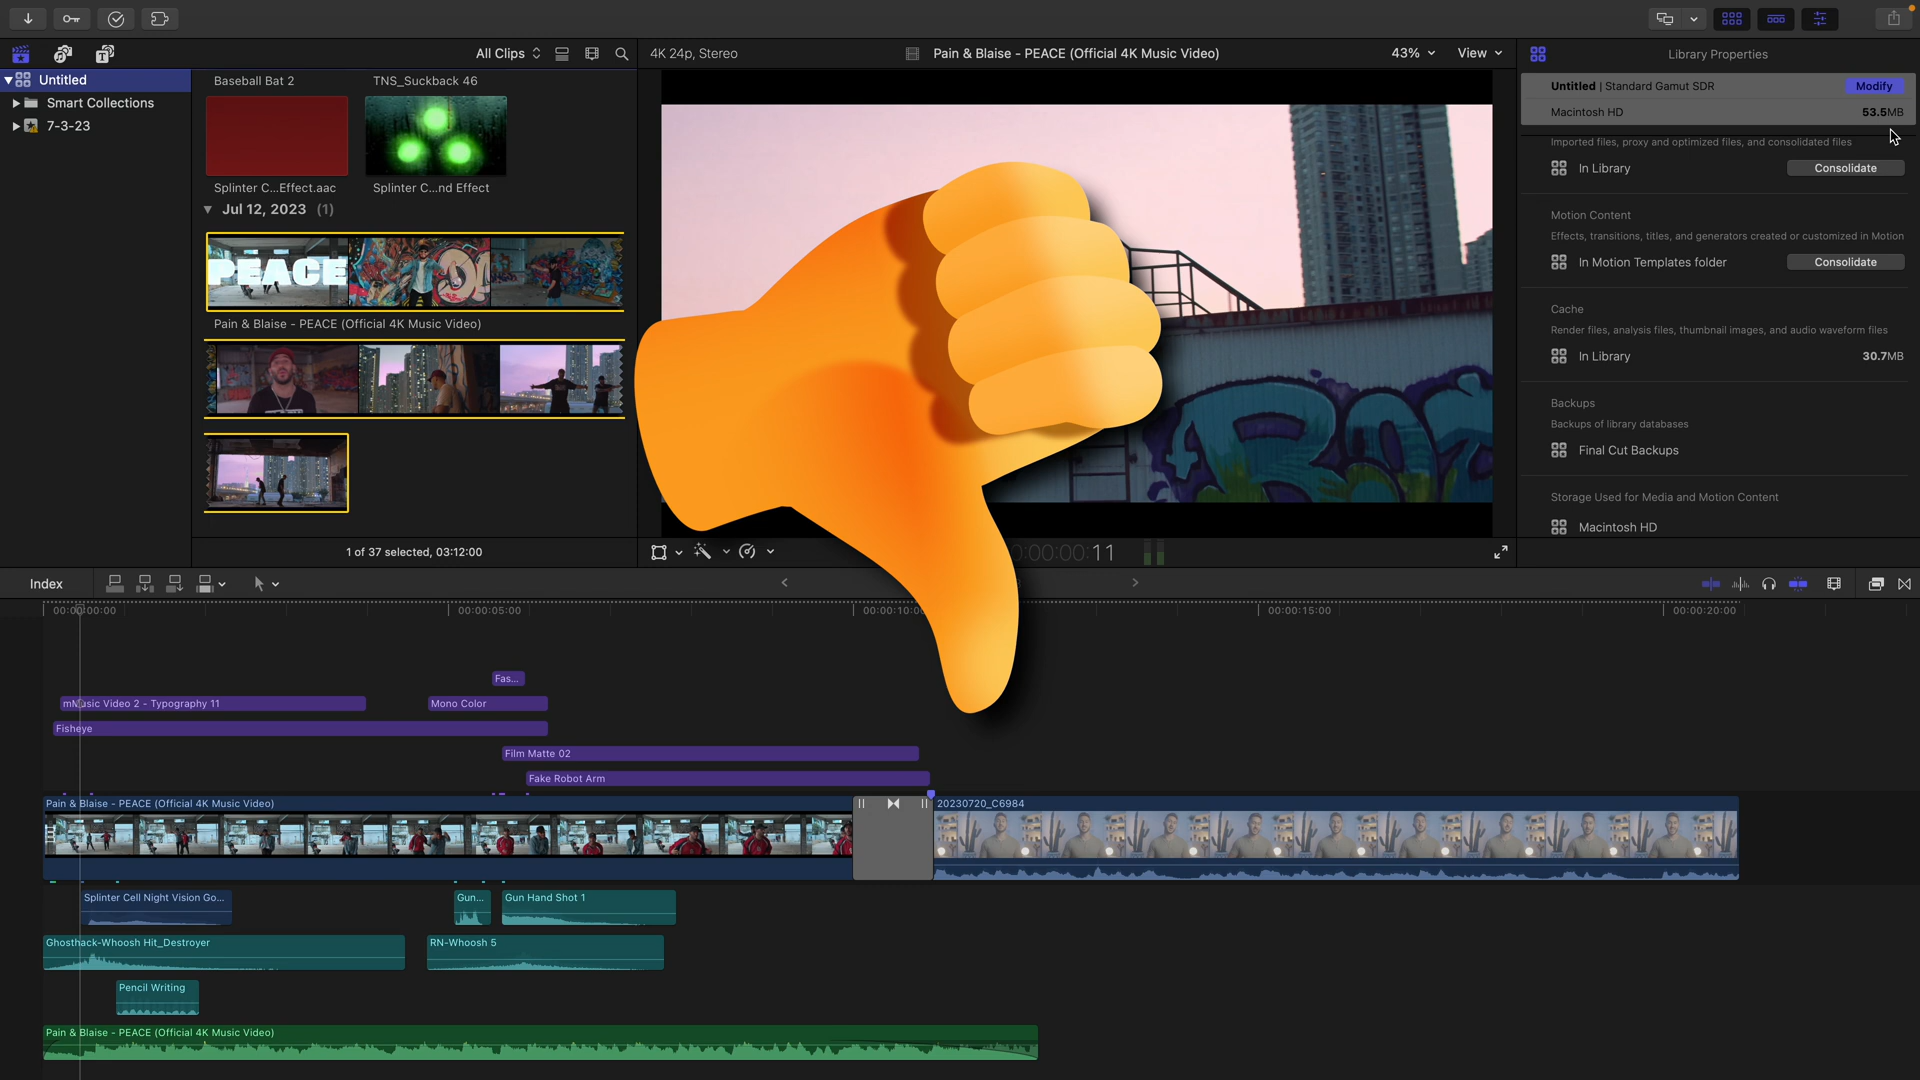 All Clips
4K 24p, Stereo
Pain & Blaise - PEACE (Official 4K Music Video)
43%
View
Library Properties
Untitled
Smart Collections
7-3-23
Baseball Bat 2
TNS_Suckback 46
Splinter C...Effect.aac
Splinter C...nd Effect
Jul 12, 2023 (1)
PEACE
Pain & Blaise - PEACE (Official 4K Music Video)
1 of 37 selected, 03:12:00
:00:00:00:11
Untitled | Standard Gamut SDR
Modify
Macintosh HD
53.5MB
Imported files, proxy and optimized files, and consolidated files
In Library
Consolidate
Motion Content
Effects, transitions, titles, and generators created or customized in Motion
In Motion Templates folder
Consolidate
Cache
Render files, analysis files, thumbnail images, and audio waveform files
In Library
30.7MB
Backups
Backups of library databases
Final Cut Backups
Storage Used for Media and Motion Content
Macintosh HD
Index
00:00:00:00
00:00:05:00
00:00:10:00
00:00:15:00
00:00:20:00
Fas...
Music Video 2 - Typography 11
Mono Color
Fisheye
Film Matte 02
Fake Robot Arm
Pain & Blaise - PEACE (Official 4K Music Video)
20230720_C6984
Splinter Cell Night Vision Go...
Gun...
Gun Hand Shot 1
Ghosthack-Whoosh Hit_Destroyer
RN-Whoosh 5
Pencil Writing
Pain & Blaise - PEACE (Official 4K Music Video)